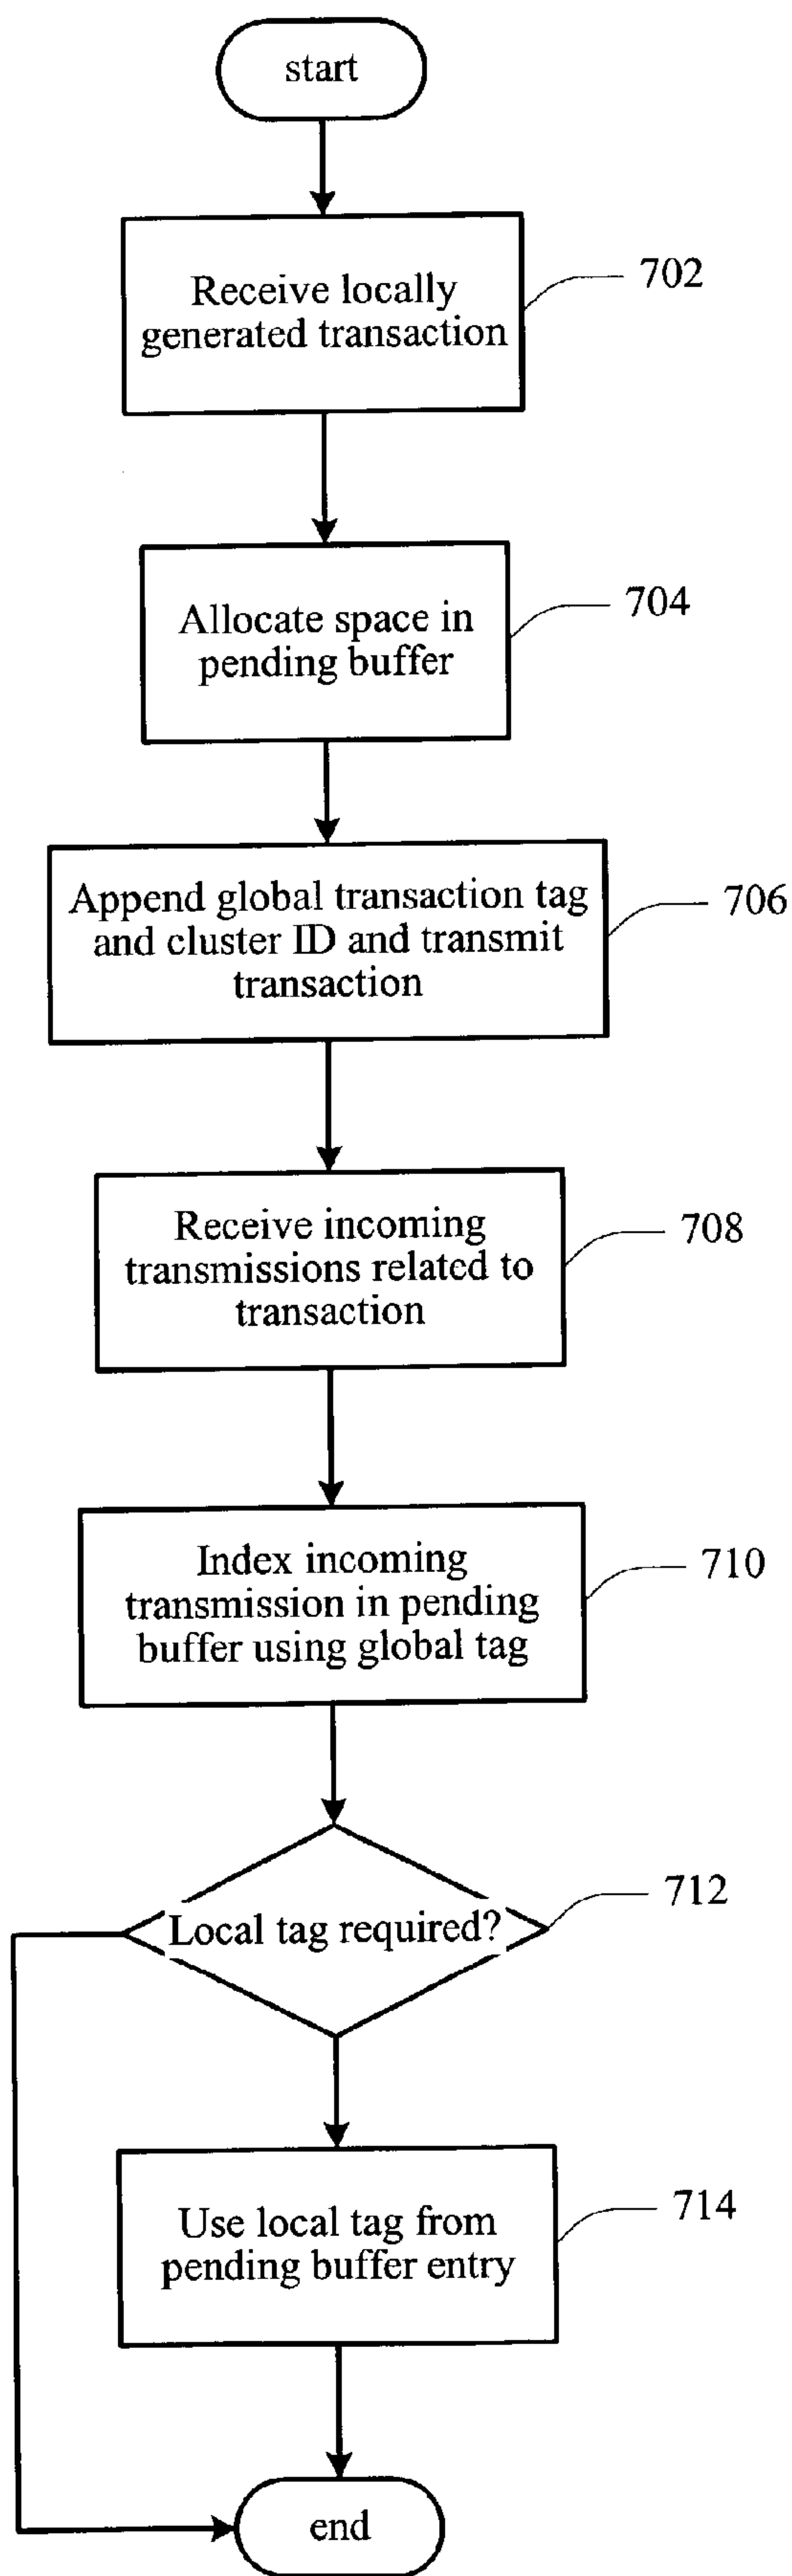 start
Receive locally
generated transaction
702
Allocate space in
pending buffer
704
Append global transaction tag
and cluster ID and transmit
transaction
706
Receive incoming
transmissions related to
transaction
708
Index incoming
transmission in pending
buffer using global tag
710
Local tag required?
712
Use local tag from
pending buffer entry
714
end